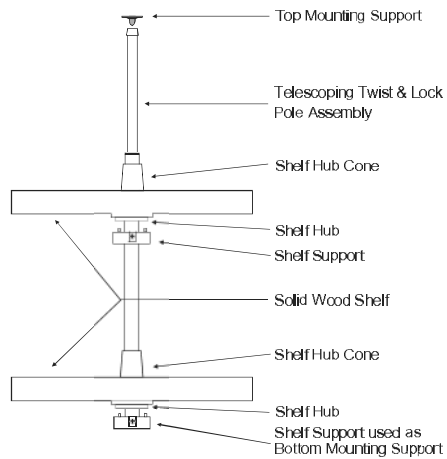 Top Mounting Support
Telescoping Twist & Lock
Pole Assembly
Shelf Hub Cone
Shelf Hub
Shelf Support
Solid Wood Shelf
Shelf Hub Cone
Shelf Hub
Shelf Support used as
Bottom Mounting Support